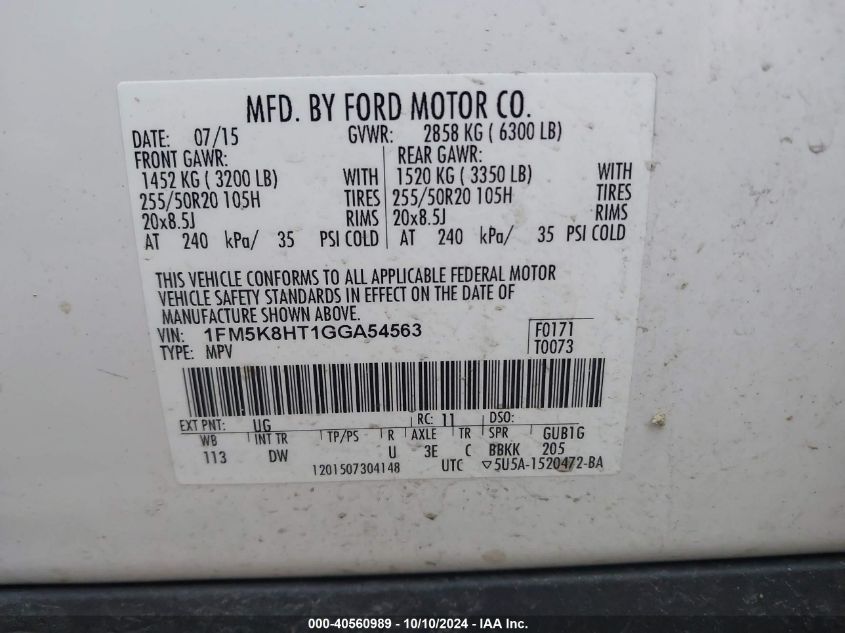 MFD. BY FORD MOTOR CO.
DATE: 07/15 GVWR: 2858 KG ( 6300 LB)
FRONT GAWR: REAR GAWR:
1452 KG ( 3200 LB) WITH 1520 KG ( 3350 LB) WITH
255/50R20 105H TIRES 255/50R20 105H TIRES
20x8.5J RIMS 20x8.5J RIMS
AT 240 kPa/ 35 PSI COLD AT 240 kPa/ 35 PSI COLD
THIS VEHICLE CONFORMS TO ALL APPLICABLE FEDERAL MOTOR
VEHICLE SAFETY STANDARDS IN EFFECT ON THE DATE OF
MANUFACTURE SHOWN ABOVE.
VIN: 1FM5K8HT1GGA54563 F0171
TYPE: MPV T0073
EXT PNT: UG RC: 11 DSO:
WB INT TR TP/PS R AXLE TR SPR GUB1G
113 DW U 3E C BBKK 205
1201507304148 UTC ▽5U5A-1520472-BA
000-40560989 - 10/10/2024 - IAA Inc.